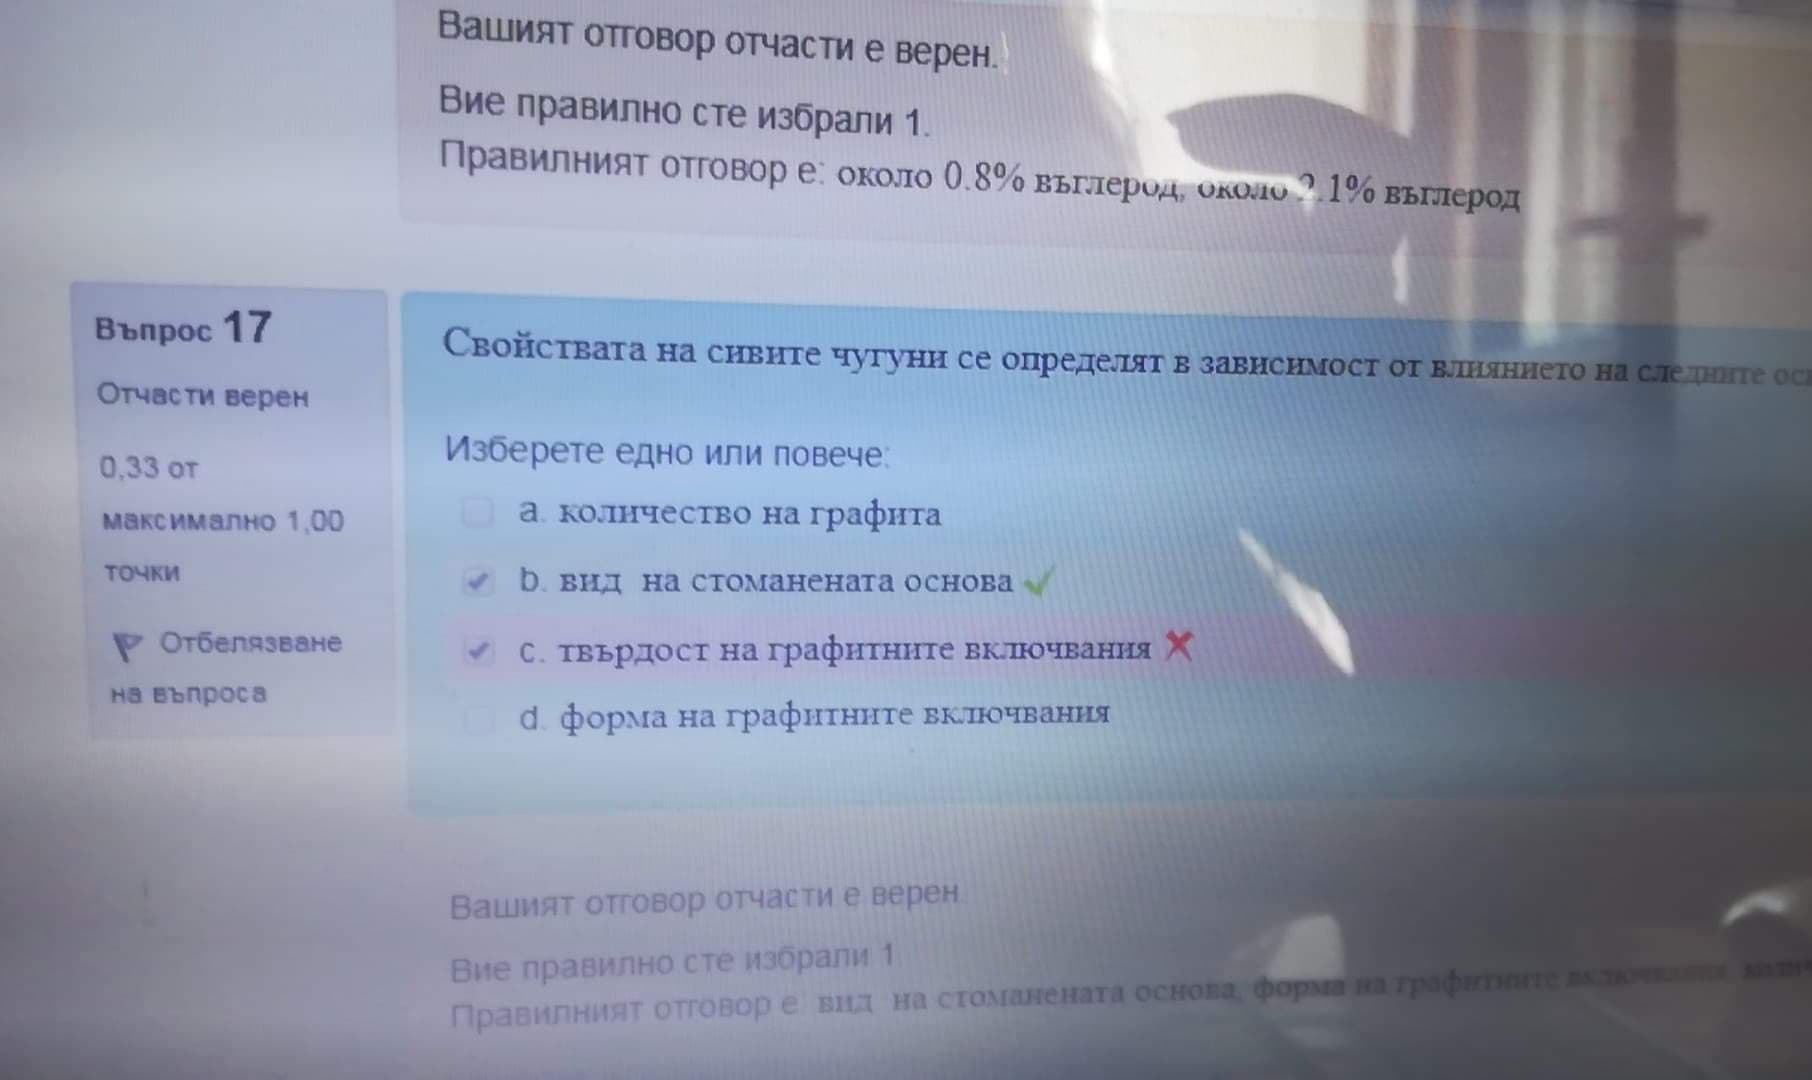 Вашият отговор отчасти е верен.
Вие правилно сте избрали 1.
Правилният отговор е: около 0.8% въглерод, около 2.1% въглерод
Въпрос 17
Отчасти верен
0,33 от
максимално 1,00
точки
Отбелязване
на въпроса
Свойствата на сивите чугуни се определят в зависимост от влиянието на следните
Изберете едно или повече:
a. количество на графита
b. вид на стоманената основа
c. твърдост на графитните включвания
d. форма на графитните включвания
Вашият отговор отчасти е верен.
Вие правилно сте избрали 1.
Правилният отговор е: вид на стоманената основа, форма на графитните включвания,